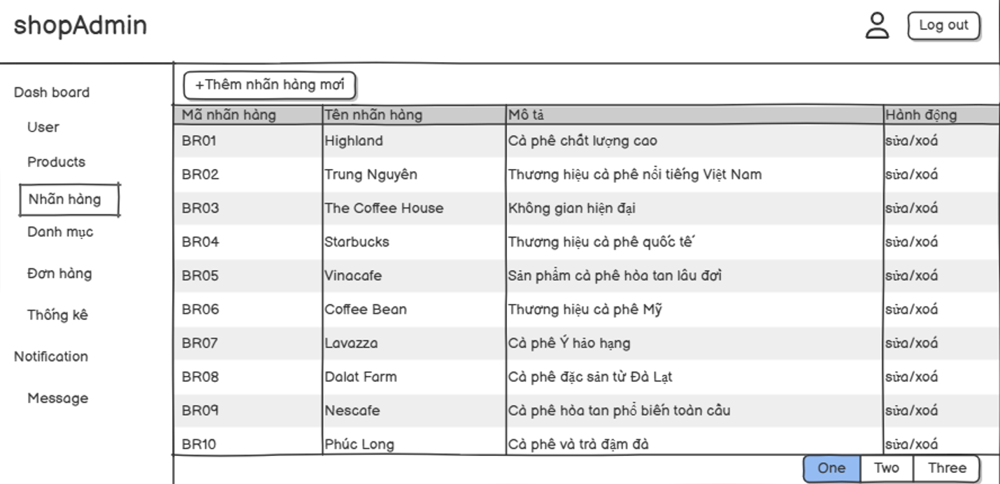 shopAdmin
Log out
Dash board
User
Products
Nhãn hàng
Danh mục
Đơn hàng
Thống kê
Notification
Message
+Thêm nhãn hàng mới
Mã nhãn hàng Tên nhãn hàng Mô tả Hành động
BR01 Highland Cà phê chất lượng cao sửa/xoá
BR02 Trung Nguyên Thương hiệu cà phê nổi tiếng Việt Nam sửa/xoá
BR03 The Coffee House Không gian hiện đại sửa/xoá
BR04 Starbucks Thương hiệu cà phê quốc tế sửa/xoá
BR05 Vinacafe Sản phẩm cà phê hòa tan lâu đời sửa/xoá
BR06 Coffee Bean Thương hiệu cà phê Mỹ sửa/xoá
BR07 Lavazza Cà phê Ý hảo hạng sửa/xoá
BR08 Dalat Farm Cà phê đặc sản từ Đà Lạt sửa/xoá
BR09 Nescafe Cà phê hòa tan phổ biến toàn cầu sửa/xoá
BR10 Phúc Long Cà phê và trà đậm đà sửa/xoá
One Two Three